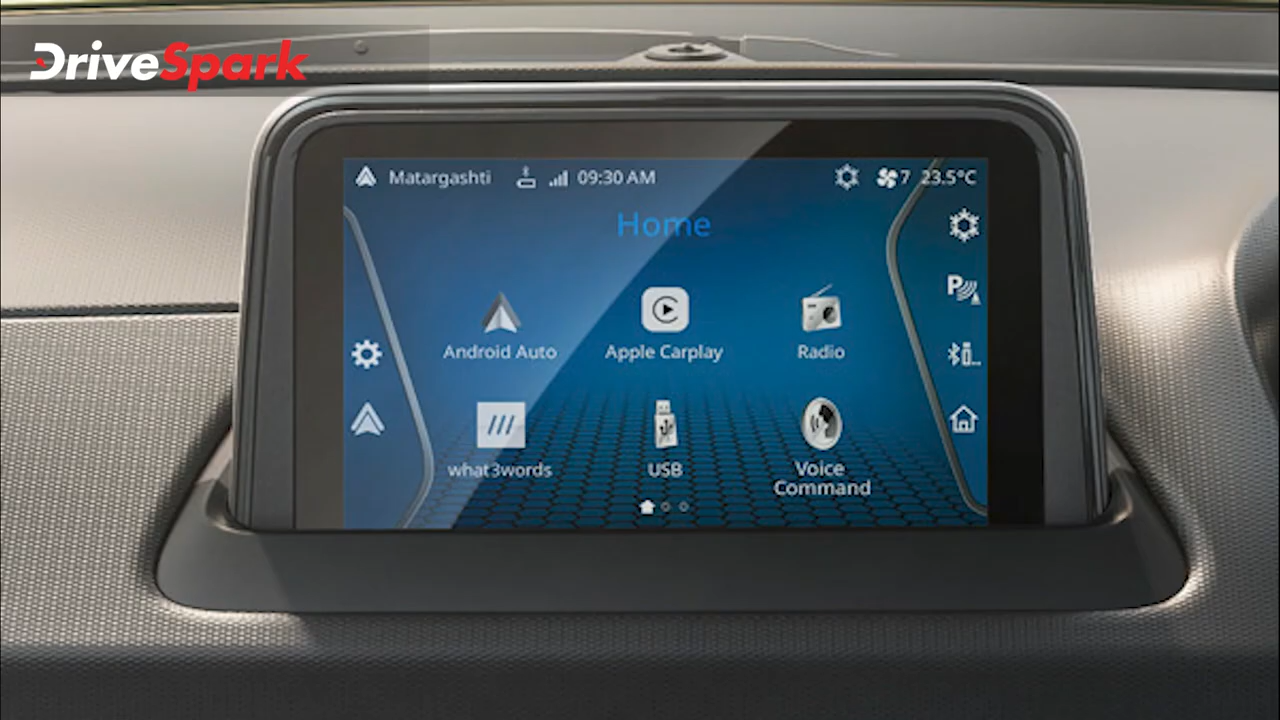 DriveSpark
Matargashti 09:30 AM 7 23.5°C
Home
Android Auto Apple Carplay Radio
P
what3words USB Voice
Command